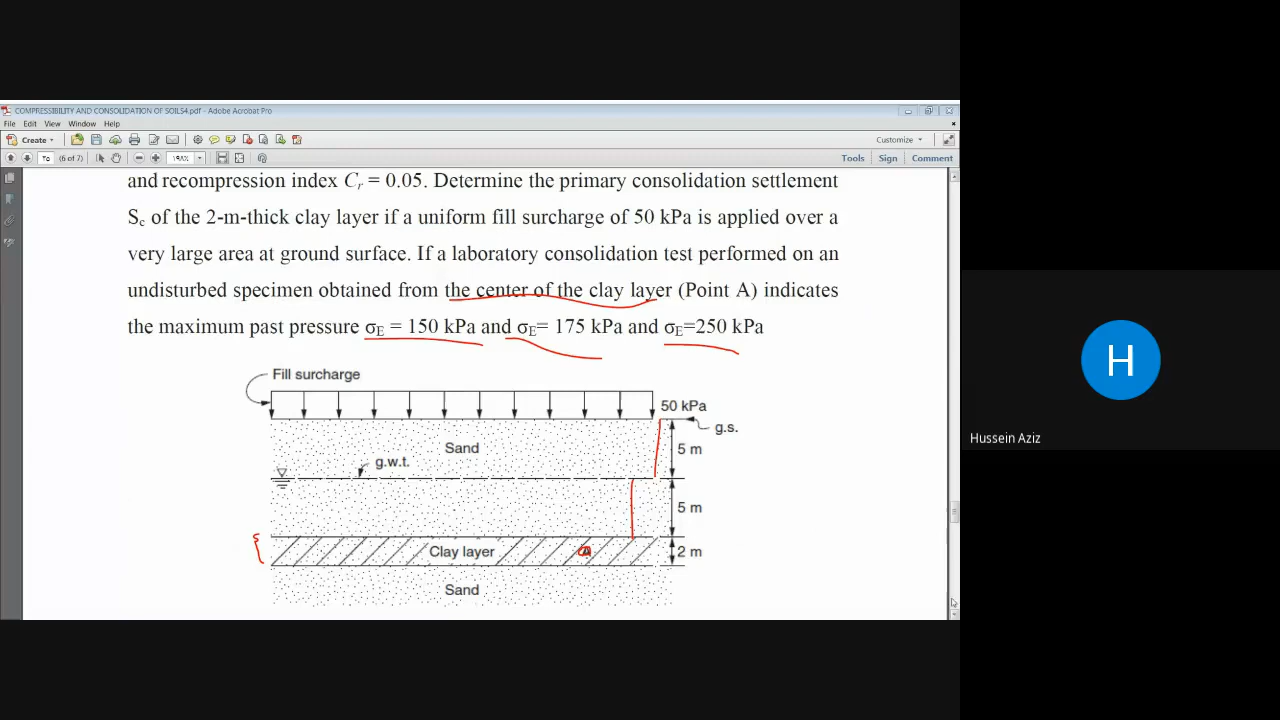 COMPRESSIBILITY AND CONSOLIDATION OF SOILS4.pdf - Adobe Acrobat Pro
File Edit View Window Help
Create
Customize
٣٥ (6 of 7)
١٩٨%
Tools Sign Comment
and recompression index Cr = 0.05. Determine the primary consolidation settlement
Sc of the 2-m-thick clay layer if a uniform fill surcharge of 50 kPa is applied over a
very large area at ground surface. If a laboratory consolidation test performed on an
undisturbed specimen obtained from the center of the clay layer (Point A) indicates
the maximum past pressure σE = 150 kPa and σE= 175 kPa and σE=250 kPa
Fill surcharge
50 kPa
g.s.
Sand
5 m
g.w.t.
5 m
Clay layer
A
2 m
Sand
H
Hussein Aziz